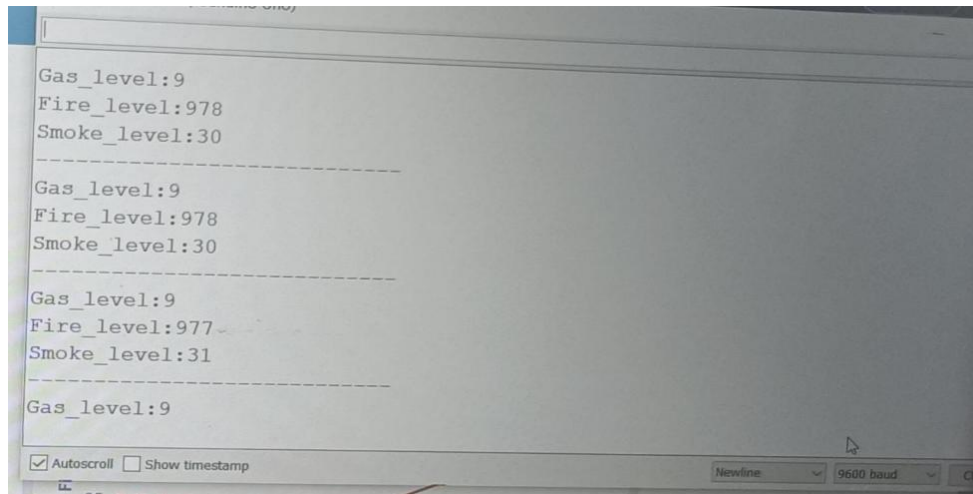 Gas_level:9
Fire_level:978
Smoke_level:30
----------------------------
Gas_level:9
Fire_level:978
Smoke_level:30
----------------------------
Gas_level:9
Fire_level:977
Smoke_level:31
----------------------------
Gas_level:9
Autoscroll Show timestamp Newline 9600 baud